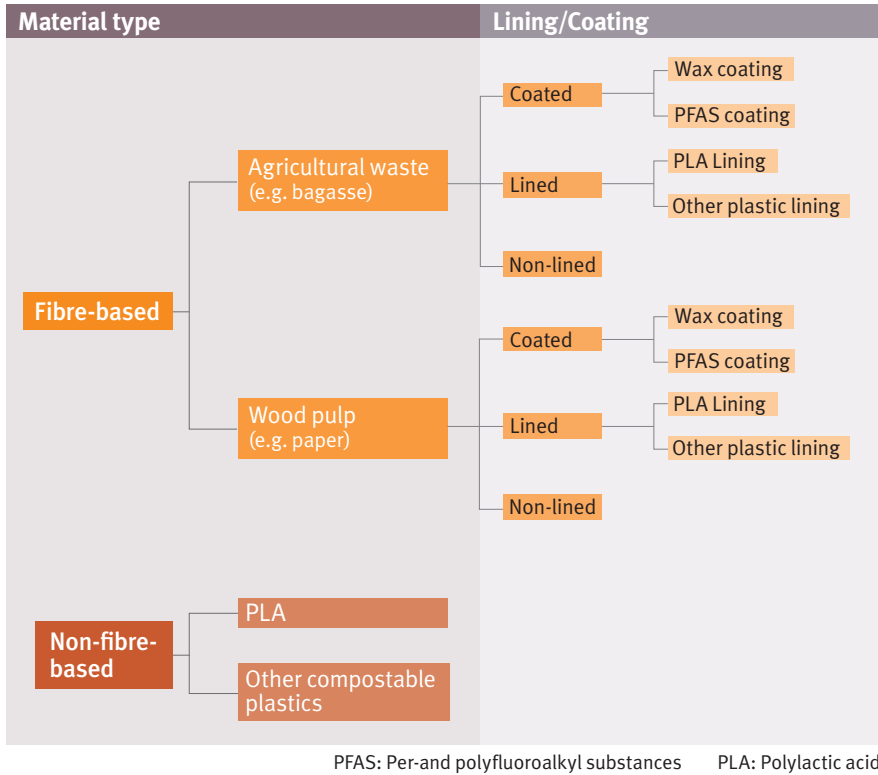 Material type
Lining/Coating
Fibre-based
Agricultural waste
(e.g. bagasse)
Coated
Wax coating
PFAS coating
Lined
PLA Lining
Other plastic lining
Non-lined
Wood pulp
(e.g. paper)
Coated
Wax coating
PFAS coating
Lined
PLA Lining
Other plastic lining
Non-lined
Non-fibre-
based
PLA
Other compostable
plastics
PFAS: Per-and polyfluoroalkyl substances
PLA: Polylactic acid